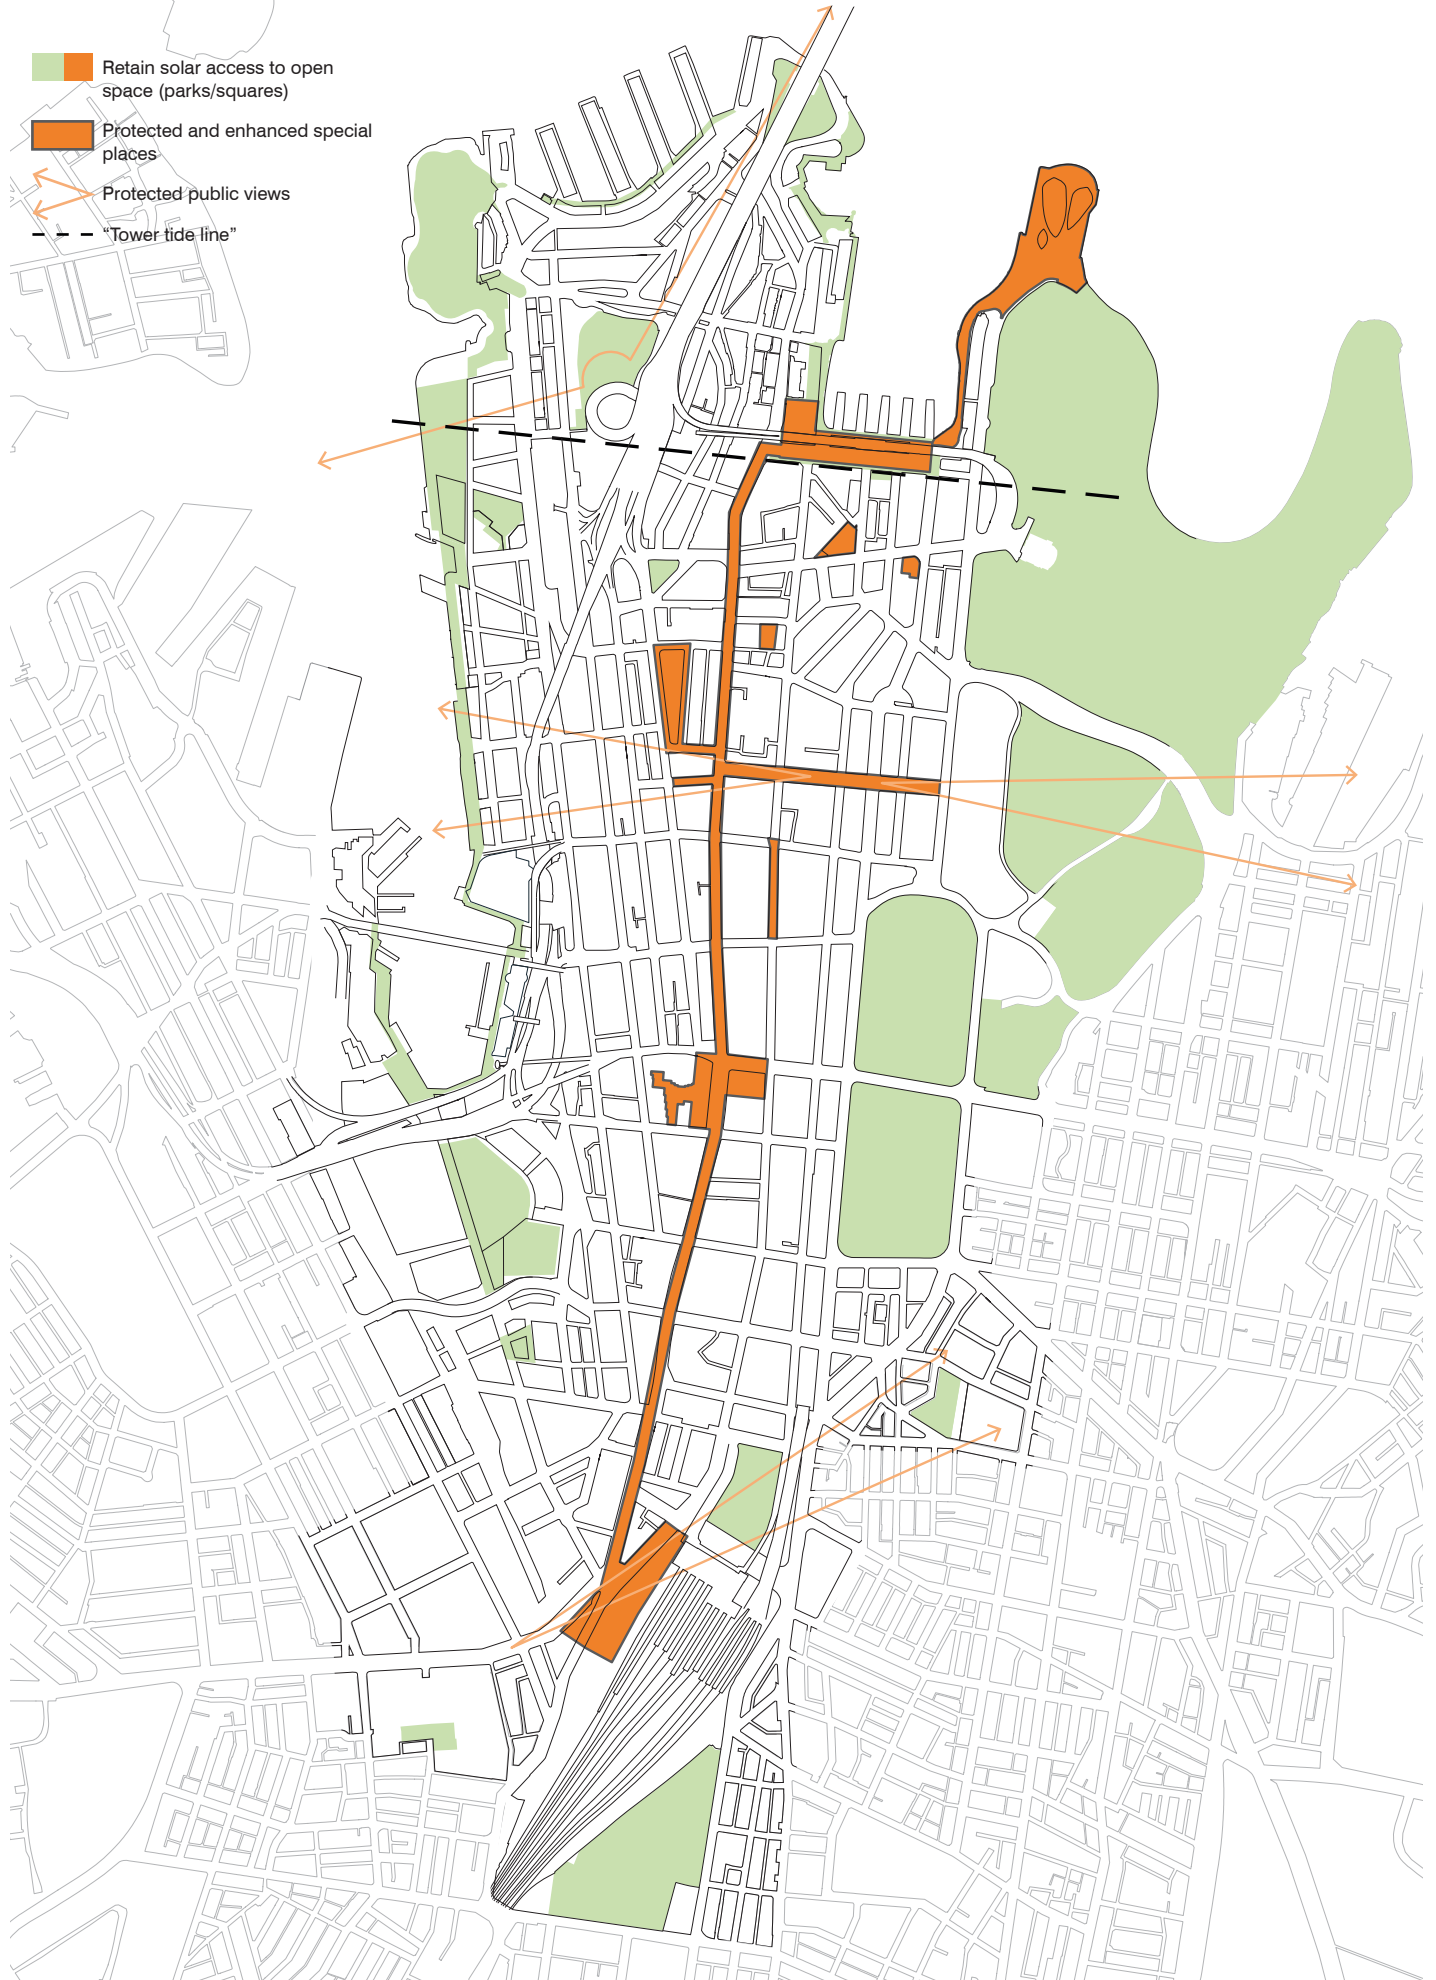 Retain solar access to open
space (parks/squares)
Protected and enhanced special
places
Protected public views
“Tower tide line”